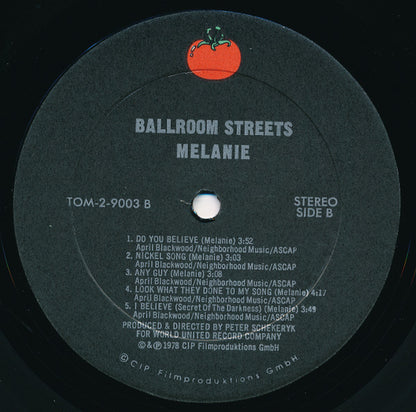 BALLROOM STREETS
MELANIE
TOM-2-9003 B
STEREO
SIDE B
1. DO YOU BELIEVE (Melanie) 3:52
April Blackwood/Neighborhood Music/ASCAP
2. NICKEL SONG (Melanie) 3:03
April Blackwood/Neighborhood Music/ASCAP
3. ANY GUY (Melanie) 3:08
April Blackwood/Neighborhood Music/ASCAP
4. LOOK WHAT THEY DONE TO MY SONG (Melanie) 4:17
April Blackwood/Neighborhood Music/ASCAP
5. I BELIEVE (Secret Of The Darkness) (Melanie) 3:49
April Blackwood/Neighborhood Music/ASCAP
PRODUCED & DIRECTED BY PETER SCHEKERYK
FOR WORLD UNITED RECORD COMPANY
©&℗ 1978 CIP Filmproduktions GmbH
© CIP Filmproduktions GmbH